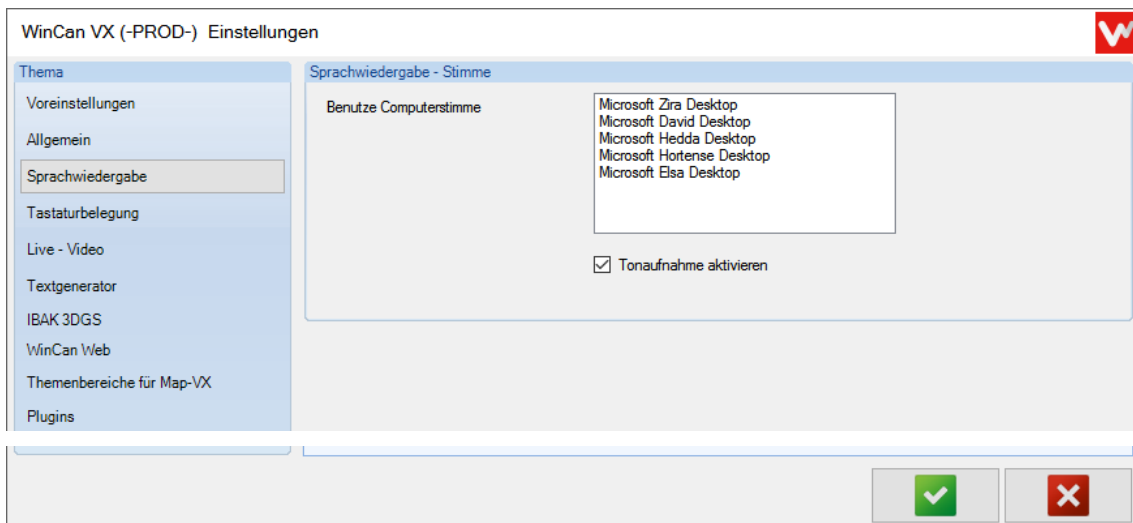 WinCan VX (-PROD-) Einstellungen
Thema
Voreinstellungen
Allgemein
Sprachwiedergabe
Tastaturbelegung
Live - Video
Textgenerator
IBAK 3DGS
WinCan Web
Themenbereiche für Map-VX
Plugins
Sprachwiedergabe - Stimme
Benutze Computerstimme
Microsoft Zira Desktop
Microsoft David Desktop
Microsoft Hedda Desktop
Microsoft Hortense Desktop
Microsoft Elsa Desktop
Tonaufnahme aktivieren